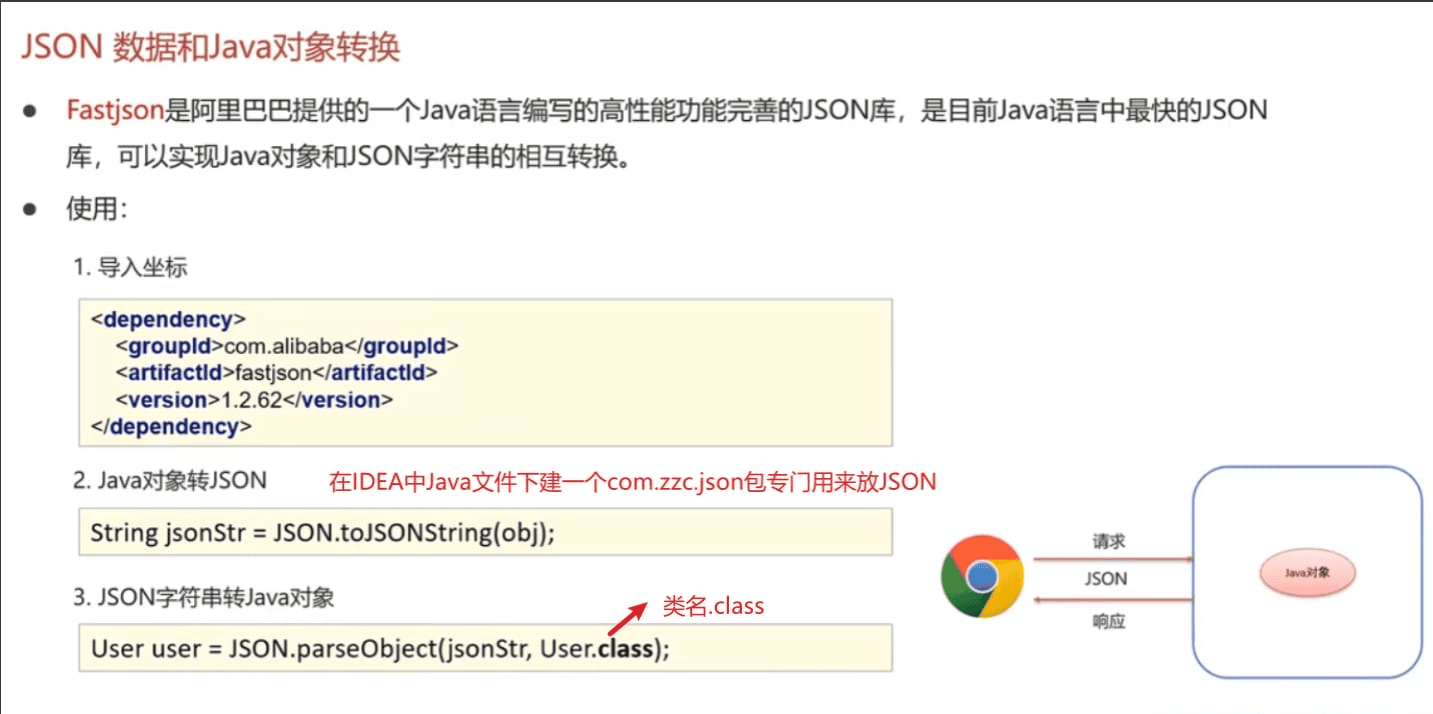 JSON 数据和Java对象转换
● Fastjson是阿里巴巴提供的一个Java语言编写的高性能功能完善的JSON库，是目前Java语言中最快的JSON
库，可以实现Java对象和JSON字符串的相互转换。
● 使用：
1. 导入坐标
<dependency>
<groupId>com.alibaba</groupId>
<artifactId>fastjson</artifactId>
<version>1.2.62</version>
</dependency>
2. Java对象转JSON
在IDEA中Java文件下建一个com.zzc.json包专门用来放JSON
String jsonStr = JSON.toJSONString(obj);
3. JSON字符串转Java对象
类名.class
User user = JSON.parseObject(jsonStr, User.class);
请求
JSON
响应
Java对象